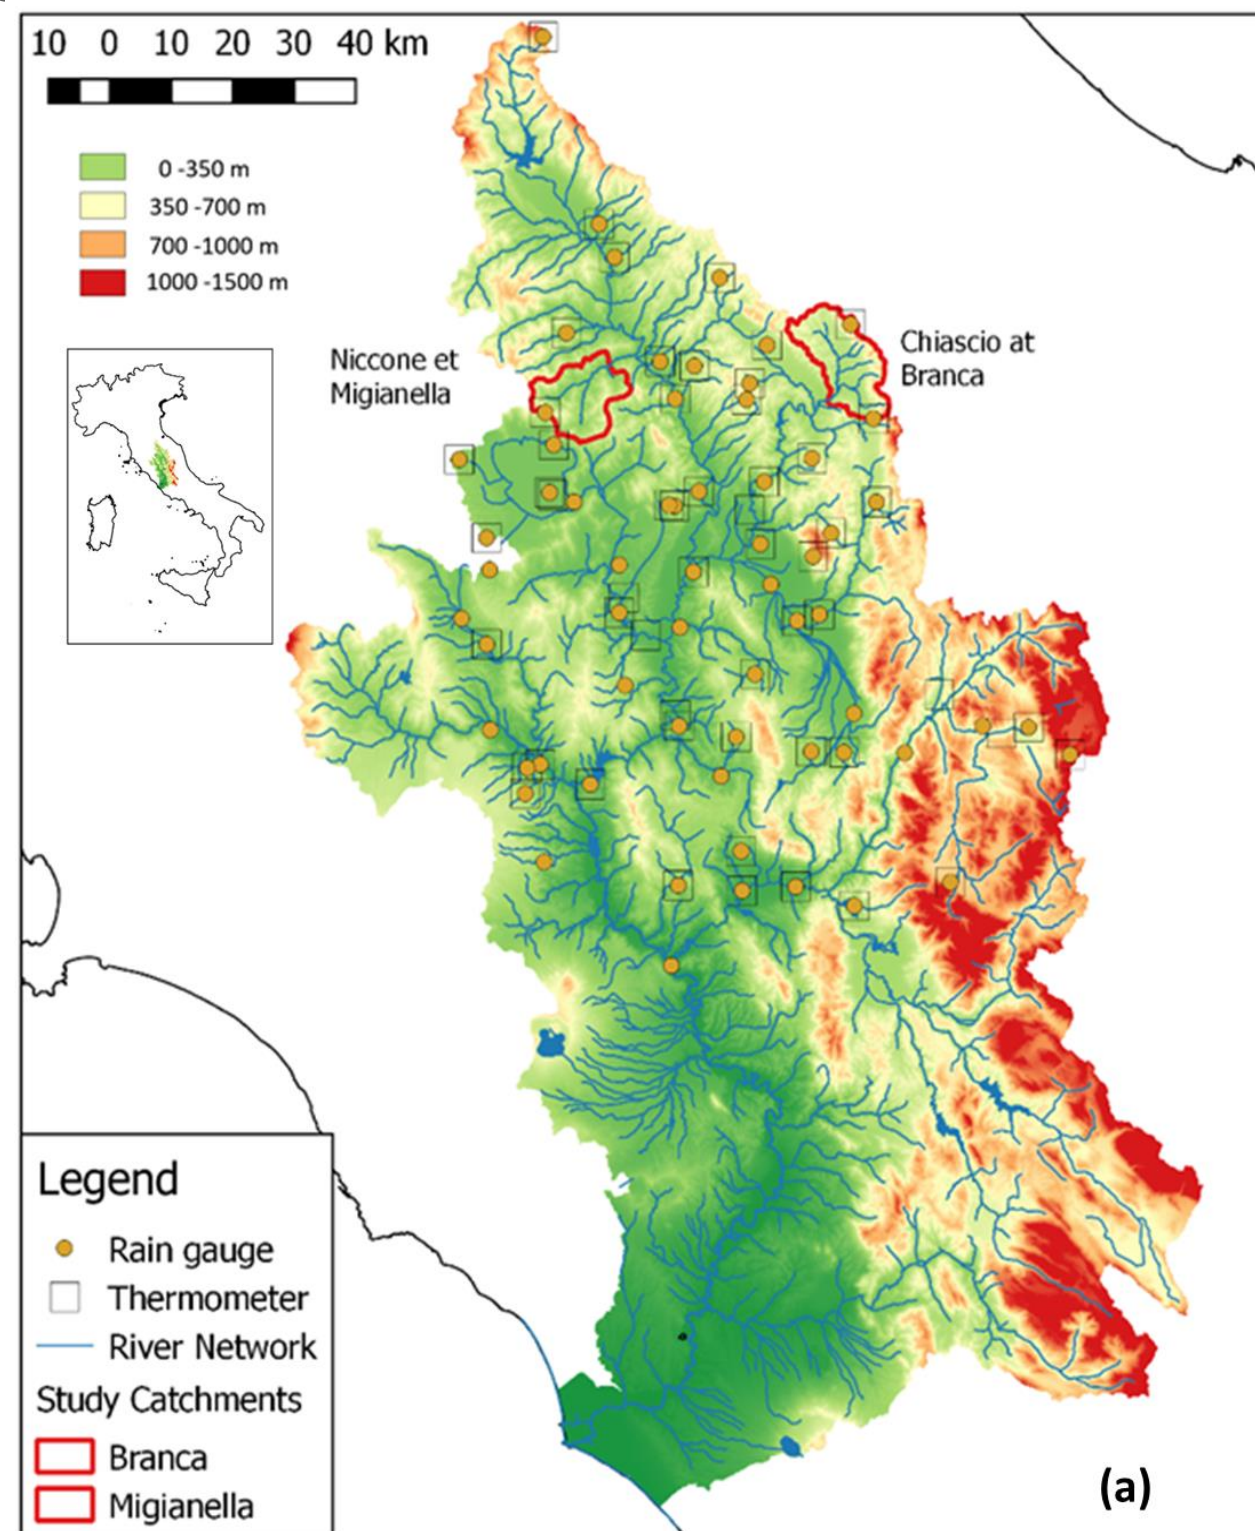 10 0 10 20 30 40 km
0 -350 m
350 -700 m
700 -1000 m
1000 -1500 m
Niccone et
Migianella
Chiascio at
Branca
Legend
Rain gauge
Thermometer
River Network
Study Catchments
Branca
Migianella
(a)